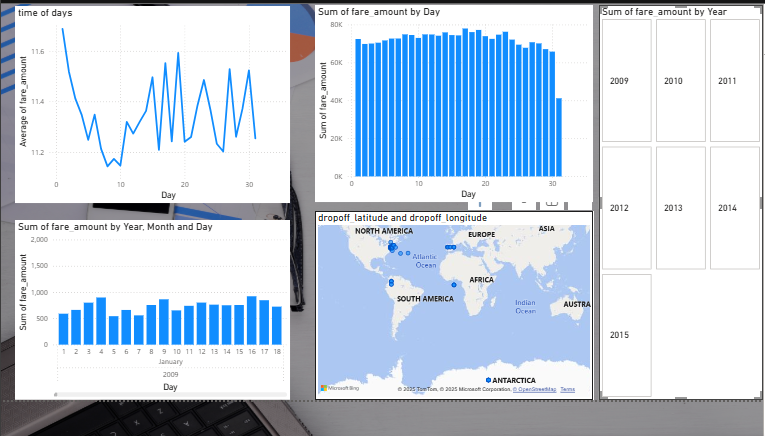 time of days
Average of fare_amount
11.6
11.4
11.2
0
10
20
30
Day
Sum of fare_amount by Day
Sum of fare_amount
80K
60K
40K
20K
0K
0
10
20
30
Day
Sum of fare_amount by Year
2009
2010
2011
2012
2013
2014
2015
Sum of fare_amount by Year, Month and Day
Sum of fare_amount
2,000
1,500
1,000
500
0
1 2 3 4 5 6 7 8 9 10 11 12 13 14 15 16 17 18
January
2009
Day
dropoff_latitude and dropoff_longitude
NORTH AMERICA
EUROPE
ASIA
Atlantic
Ocean
AFRICA
SOUTH AMERICA
Indian
Ocean
AUSTRA
ANTARCTICA
Microsoft Bing
© 2025 TomTom, © 2025 Microsoft Corporation, © OpenStreetMap Terms